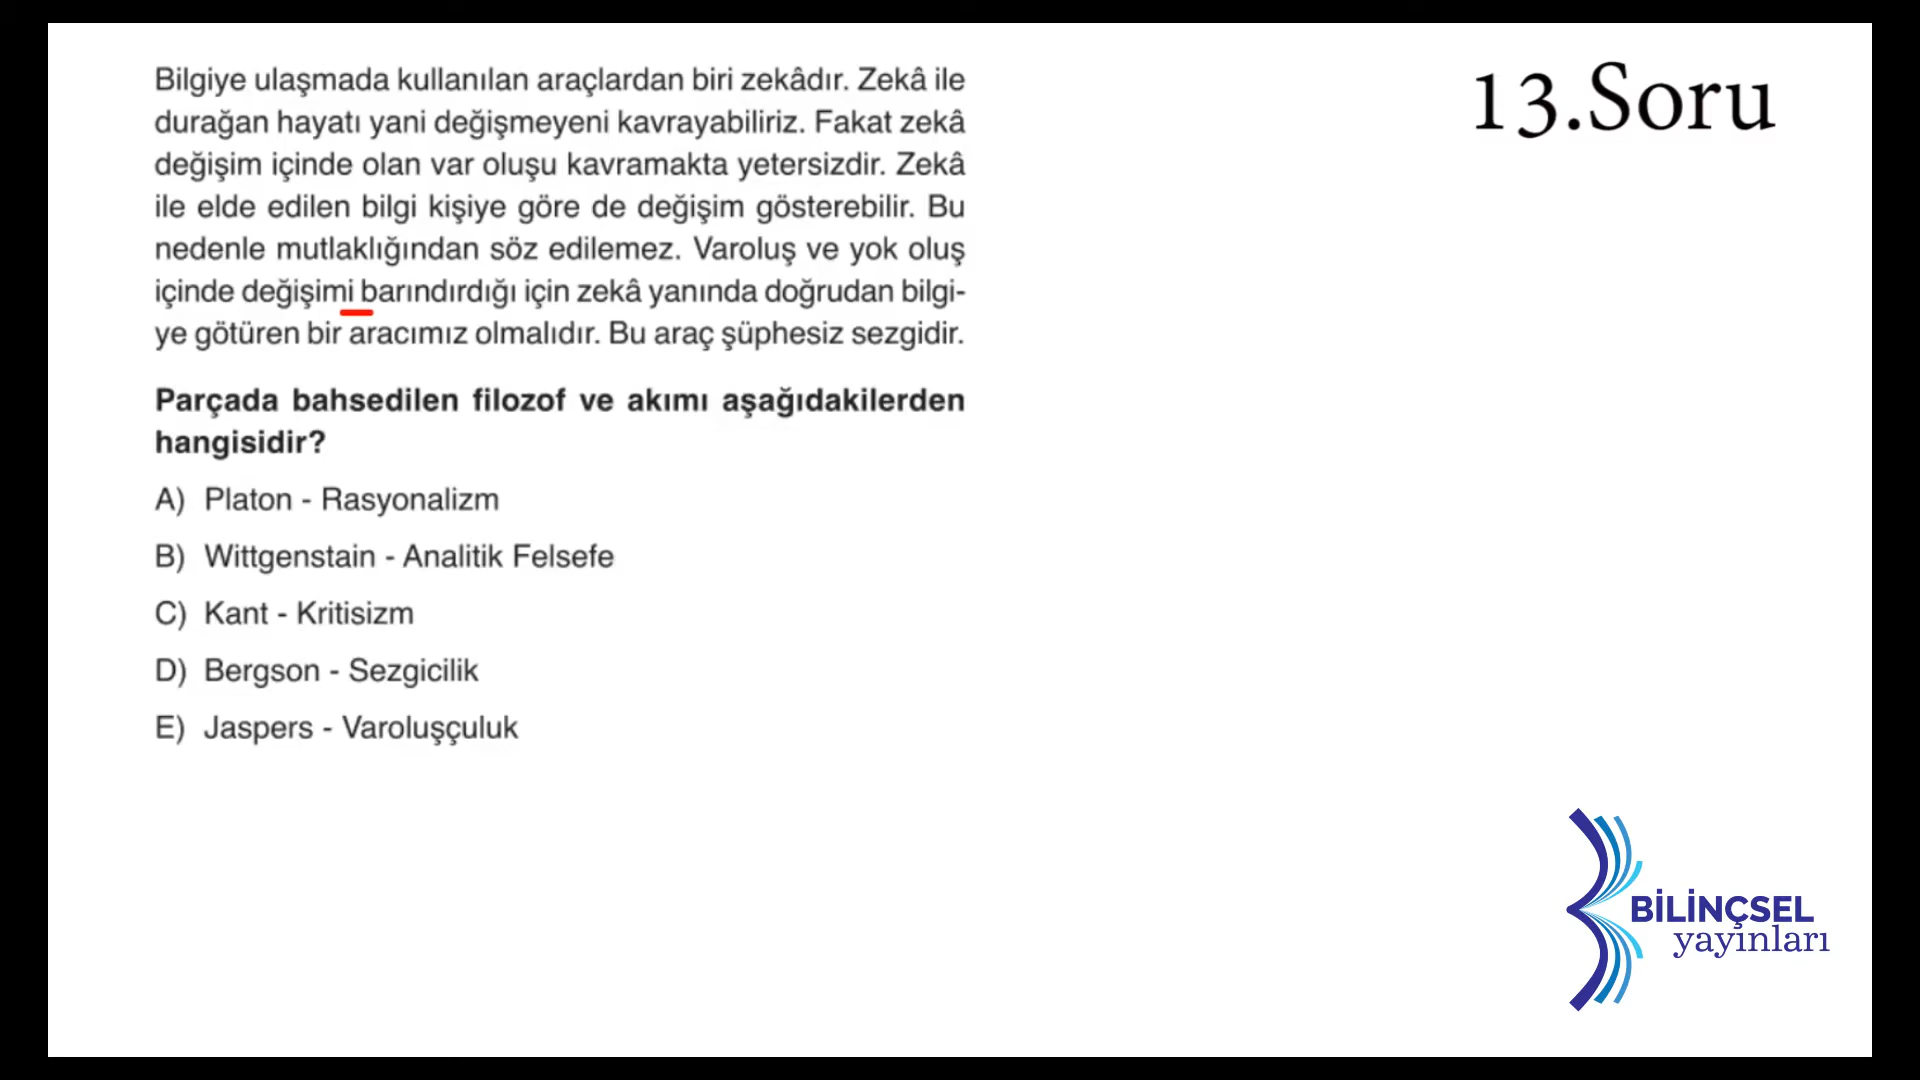 Bilgiye ulaşmada kullanılan araçlardan biri zekâdır. Zekâ ile
durağan hayatı yani değişmeyeni kavrayabiliriz. Fakat zekâ
değişim içinde olan var oluşu kavramakta yetersizdir. Zekâ
ile elde edilen bilgi kişiye göre de değişim gösterebilir. Bu
nedenle mutlaklığından söz edilemez. Varoluş ve yok oluş
içinde değişimi barındırdığı için zekâ yanında doğrudan bilgi-
ye götüren bir aracımız olmalıdır. Bu araç şüphesiz sezgidir.
Parçada bahsedilen filozof ve akımı aşağıdakilerden
hangisidir?
A) Platon - Rasyonalizm
B) Wittgenstain - Analitik Felsefe
C) Kant - Kritisizm
D) Bergson - Sezgicilik
E) Jaspers - Varoluşçuluk
13.Soru
BİLİNÇSEL
yayınları